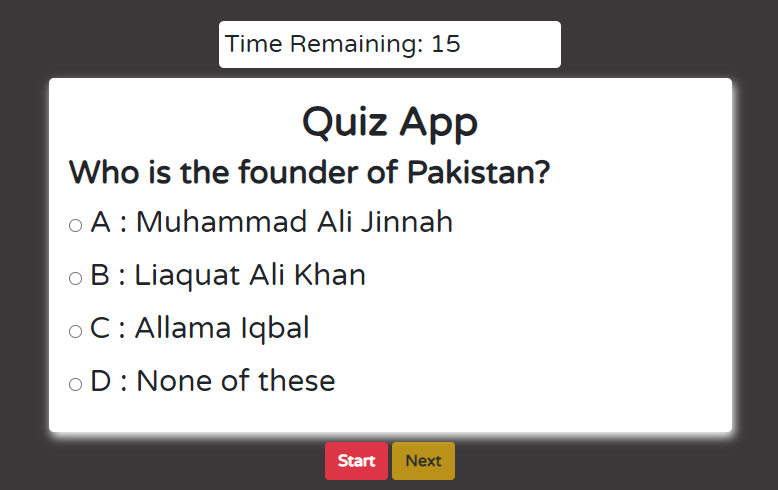 Time Remaining: 15
Quiz App
Who is the founder of Pakistan?
A : Muhammad Ali Jinnah
B : Liaquat Ali Khan
C : Allama Iqbal
D : None of these
Start Next